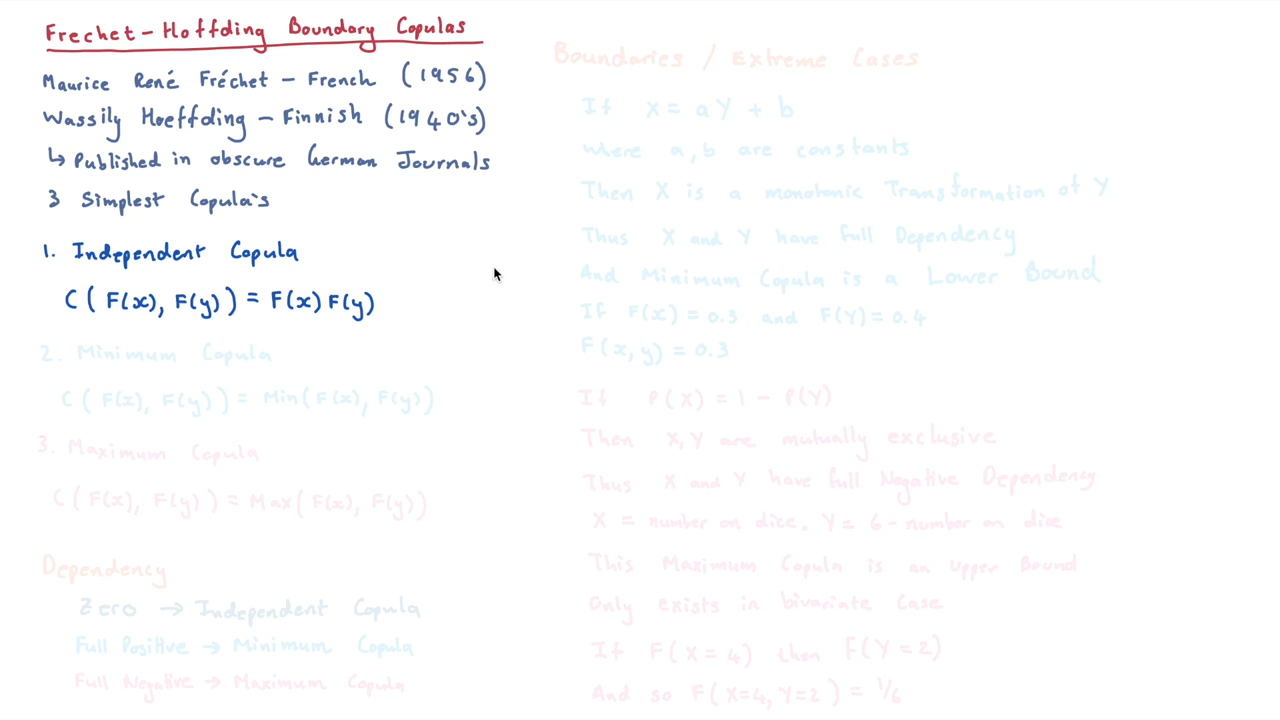 Frechet - Hoffding Boundary Copulas
Maurice René Fréchet - French (1956)
Wassily Hoeffding - Finnish (1940's)
↳ Published in obscure German Journals
3 Simplest Copula's
1. Independent Copula
C( F(x), F(y) ) = F(x) F(y)
2. Minimum Copula
C( F(x), F(y) ) = Min( F(x), F(y) )
3. Maximum Copula
C( F(x), F(y) ) = Max( F(x), F(y) )
Dependency
Zero → Independent Copula
Full Positive → Minimum Copula
Full Negative → Maximum Copula
Boundaries / Extreme Cases
If X = aY + b
where a, b are constants
Then X is a monotonic Transformation of Y
Thus X and Y have full Dependency
And Minimum Copula is a Lower Bound
If F(x) = 0.3 and F(Y) = 0.4
F(x, y) = 0.3
If P(X) = 1 - P(Y)
Then X, Y are mutually exclusive
Thus X and Y have full Negative Dependency
X = number on dice. Y = 6 - number on dice
This Maximum Copula is an Upper Bound
Only exists in bivariate case
If F(X = 4) then F(Y = 2)
And so F( X=4, Y=2 ) = 1/6